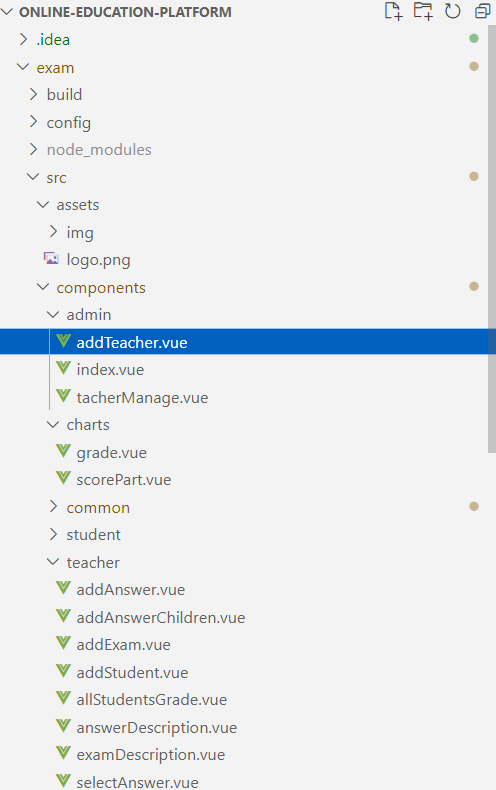 ONLINE-EDUCATION-PLATFORM
.idea
exam
build
config
node_modules
src
assets
img
logo.png
components
admin
addTeacher.vue
index.vue
tacherManage.vue
charts
grade.vue
scorePart.vue
common
student
teacher
addAnswer.vue
addAnswerChildren.vue
addExam.vue
addStudent.vue
allStudentsGrade.vue
answerDescription.vue
examDescription.vue
selectAnswer.vue